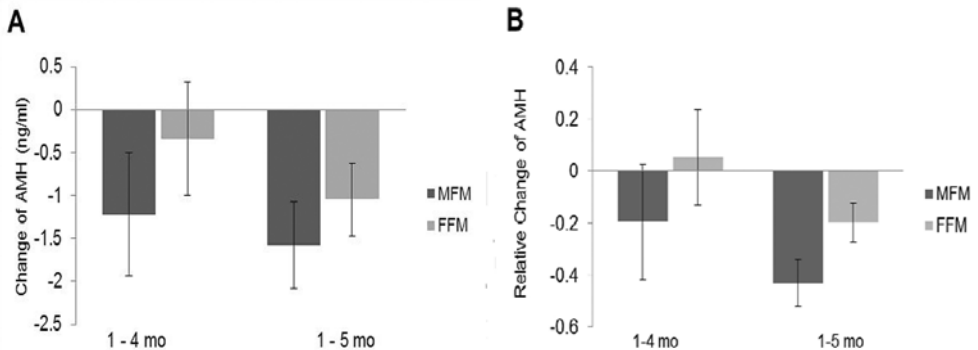 A
Change of AMH (ng/ml)
0.5
0
-0.5
-1
-1.5
-2
-2.5
1 - 4 mo
1 - 5 mo
MFM
FFM
B
Relative Change of AMH
0.4
0.2
0
-0.2
-0.4
-0.6
1-4 mo
1-5 mo
MFM
FFM